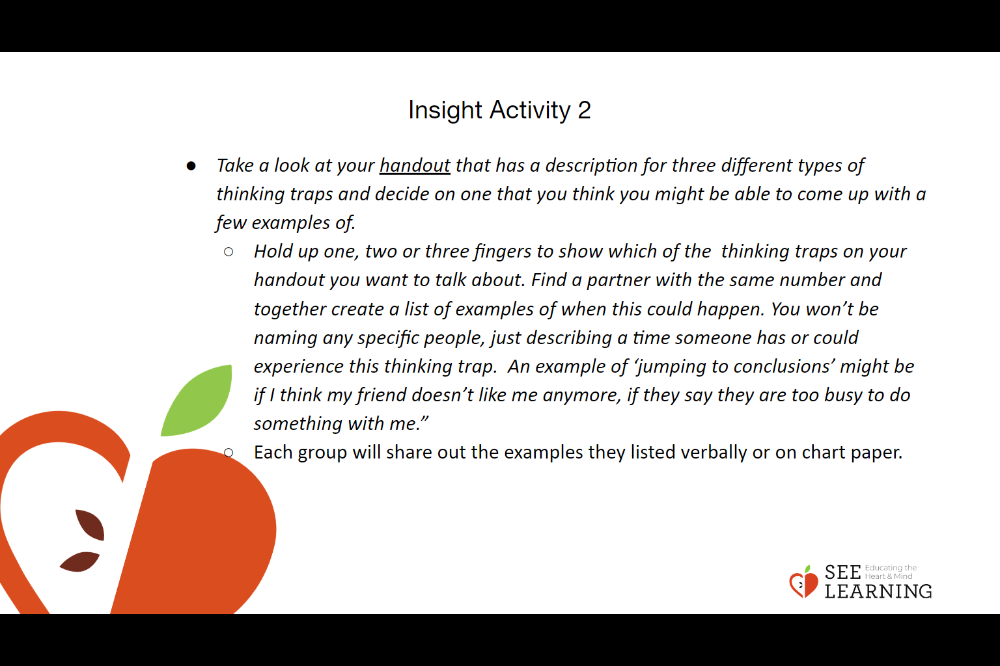 Insight Activity 2
● Take a look at your handout that has a description for three different types of
thinking traps and decide on one that you think you might be able to come up with a
few examples of.
○ Hold up one, two or three fingers to show which of the  thinking traps on your
handout you want to talk about. Find a partner with the same number and
together create a list of examples of when this could happen. You won’t be
naming any specific people, just describing a time someone has or could
experience this thinking trap.  An example of ‘jumping to conclusions’ might be
if I think my friend doesn’t like me anymore, if they say they are too busy to do
something with me.”
○ Each group will share out the examples they listed verbally or on chart paper.
SEE Educating the
Heart & Mind
LEARNING